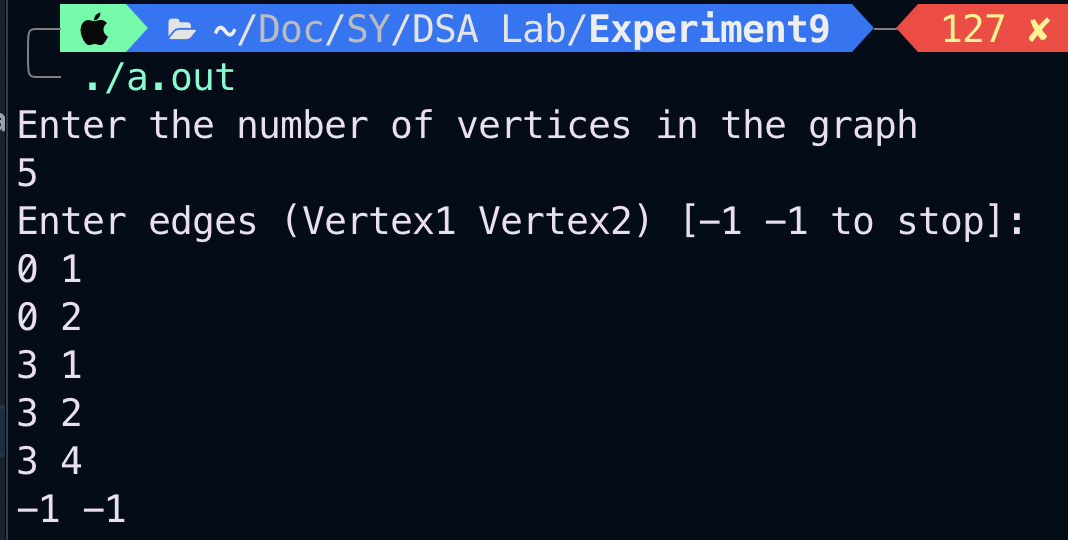 ~/Doc/SY/DSA Lab/Experiment9 127 ✘
./a.out
Enter the number of vertices in the graph
5
Enter edges (Vertex1 Vertex2) [-1 -1 to stop]:
0 1
0 2
3 1
3 2
3 4
-1 -1